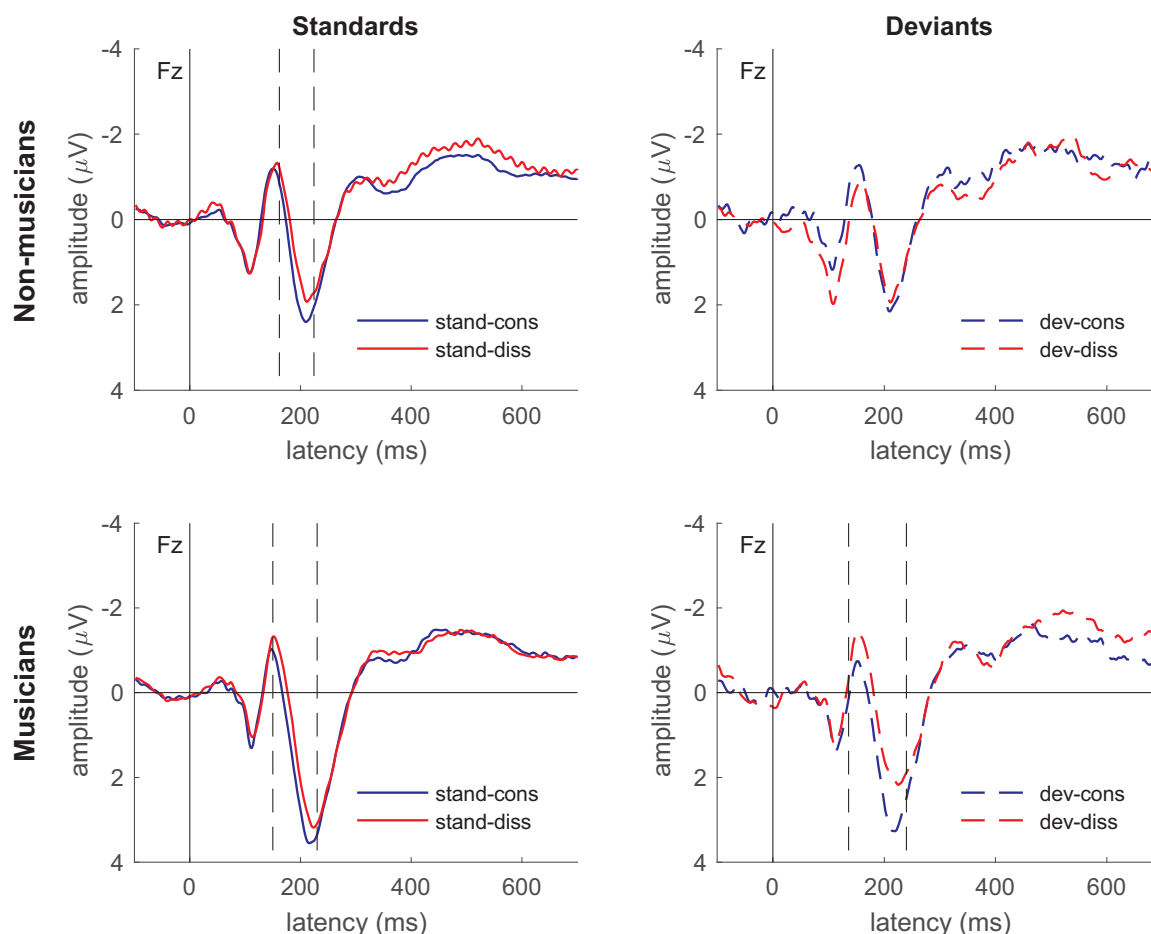 Standards
Deviants
Non-musicians
Fz
-4
-2
0
2
4
amplitude (μV)
0
200
400
600
latency (ms)
stand-cons
stand-diss
Fz
-4
-2
0
2
4
amplitude (μV)
0
200
400
600
latency (ms)
dev-cons
dev-diss
Musicians
Fz
-4
-2
0
2
4
amplitude (μV)
0
200
400
600
latency (ms)
stand-cons
stand-diss
Fz
-4
-2
0
2
4
amplitude (μV)
0
200
400
600
latency (ms)
dev-cons
dev-diss